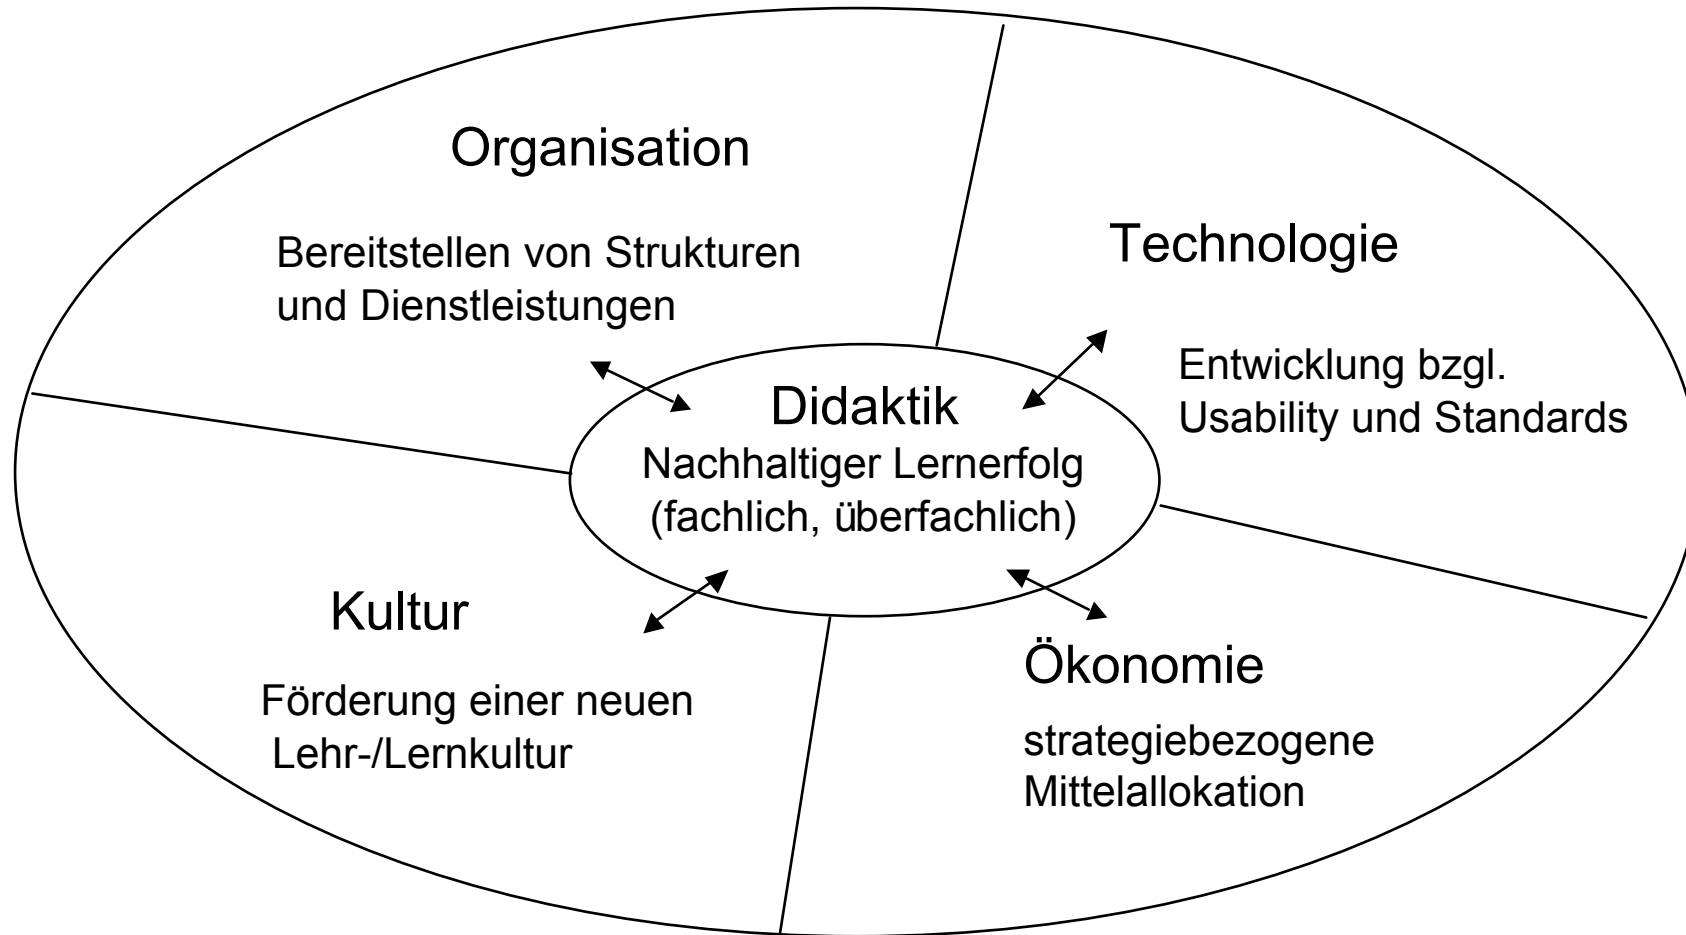 Organisation
Bereitstellen von Strukturen
und Dienstleistungen
Technologie
Entwicklung bzgl.
Usability und Standards
Didaktik
Nachhaltiger Lernerfolg
(fachlich, überfachlich)
Kultur
Förderung einer neuen
Lehr-/Lernkultur
Ökonomie
strategiebezogene
Mittelallokation